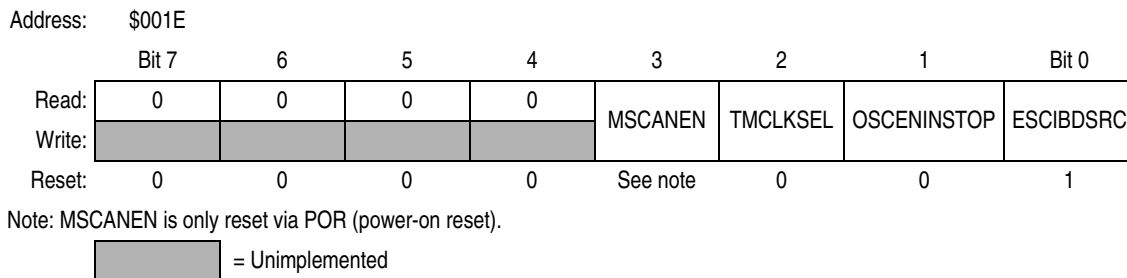 Address: $001E
Bit 7 6 5 4 3 2 1 Bit 0
Read: 0 0 0 0 MSCANEN TMCLKSEL OSCENINSTOP ESCIBDSRC
Write:
Reset: 0 0 0 0 See note 0 0 1
Note: MSCANEN is only reset via POR (power-on reset).
= Unimplemented